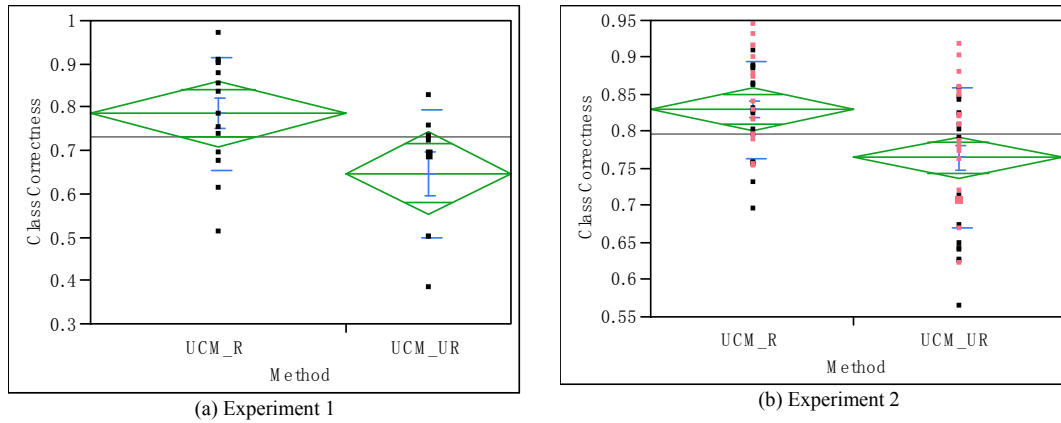 1
0.9
0.8
0.7
0.6
0.5
0.4
0.3
Class Correctness
UCM_R
UCM_UR
Method
(a) Experiment 1
0.95
0.9
0.85
0.8
0.75
0.7
0.65
0.6
0.55
Class Correctness
UCM_R
UCM_UR
Method
(b) Experiment 2